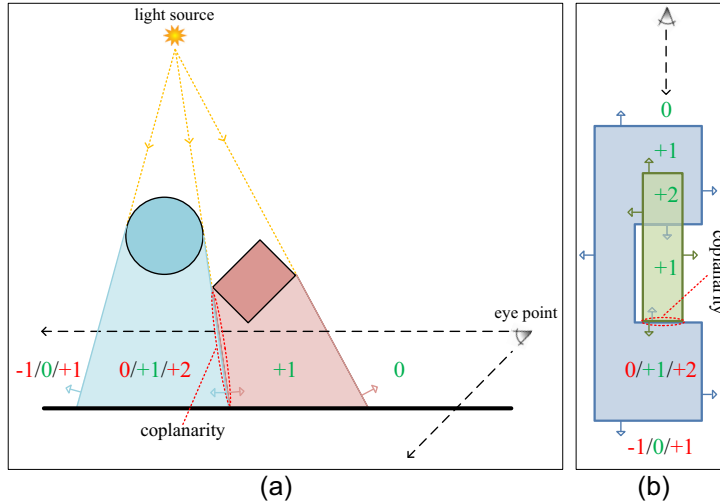 light source
eye point
-1/0/+1
0/+1/+2
+1
0
coplanarity
(a)
0
+1
+2
+1
coplanarity
0/+1/+2
-1/0/+1
(b)